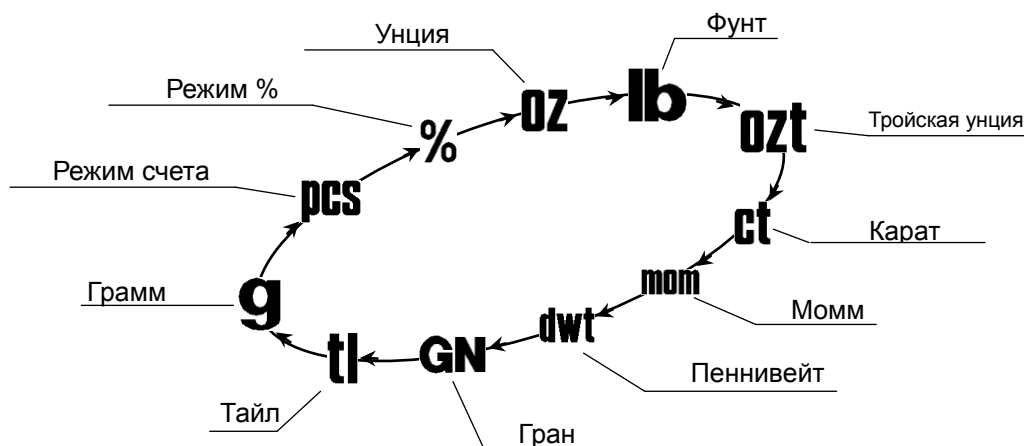 Унция
Фунт
Режим %
oz
lb
%
ozt
Тройская унция
Режим счета
pcs
ct
Карат
Грамм
g
mom
Момм
dwt
GN
tl
Пеннивейт
Тайл
Гран